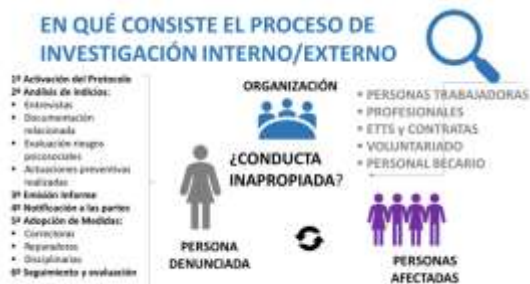 EN QUÉ CONSISTE EL PROCESO DE
INVESTIGACIÓN INTERNO/EXTERNO
1º Activación del Protocolo
2º Análisis de Indicios:
▪ Entrevistas
▪ Documentación
relacionada
▪ Evaluación riesgos
psicosociales
▪ Actuaciones preventivas
realizadas
3º Emisión Informe
4º Notificación a las partes
5º Adopción de Medidas:
▪ Correctoras
▪ Reparadoras
▪ Disciplinarias
6º Seguimiento y evaluación
ORGANIZACIÓN
¿CONDUCTA
INAPROPIADA?
PERSONA
DENUNCIADA
▪ PERSONAS TRABAJADORAS
▪ PROFESIONALES
▪ ETTS y CONTRATAS
▪ VOLUNTARIADO
▪ PERSONAL BECARIO
PERSONAS
AFECTADAS